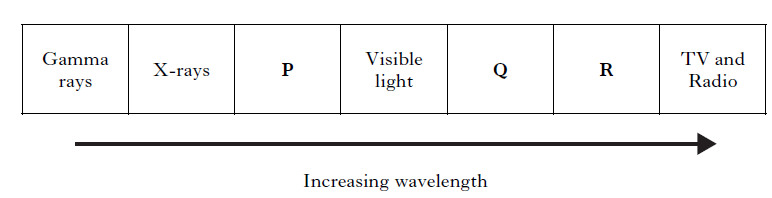 Gamma
rays
X-rays
P
Visible
light
Q
R
TV and
Radio
Increasing wavelength